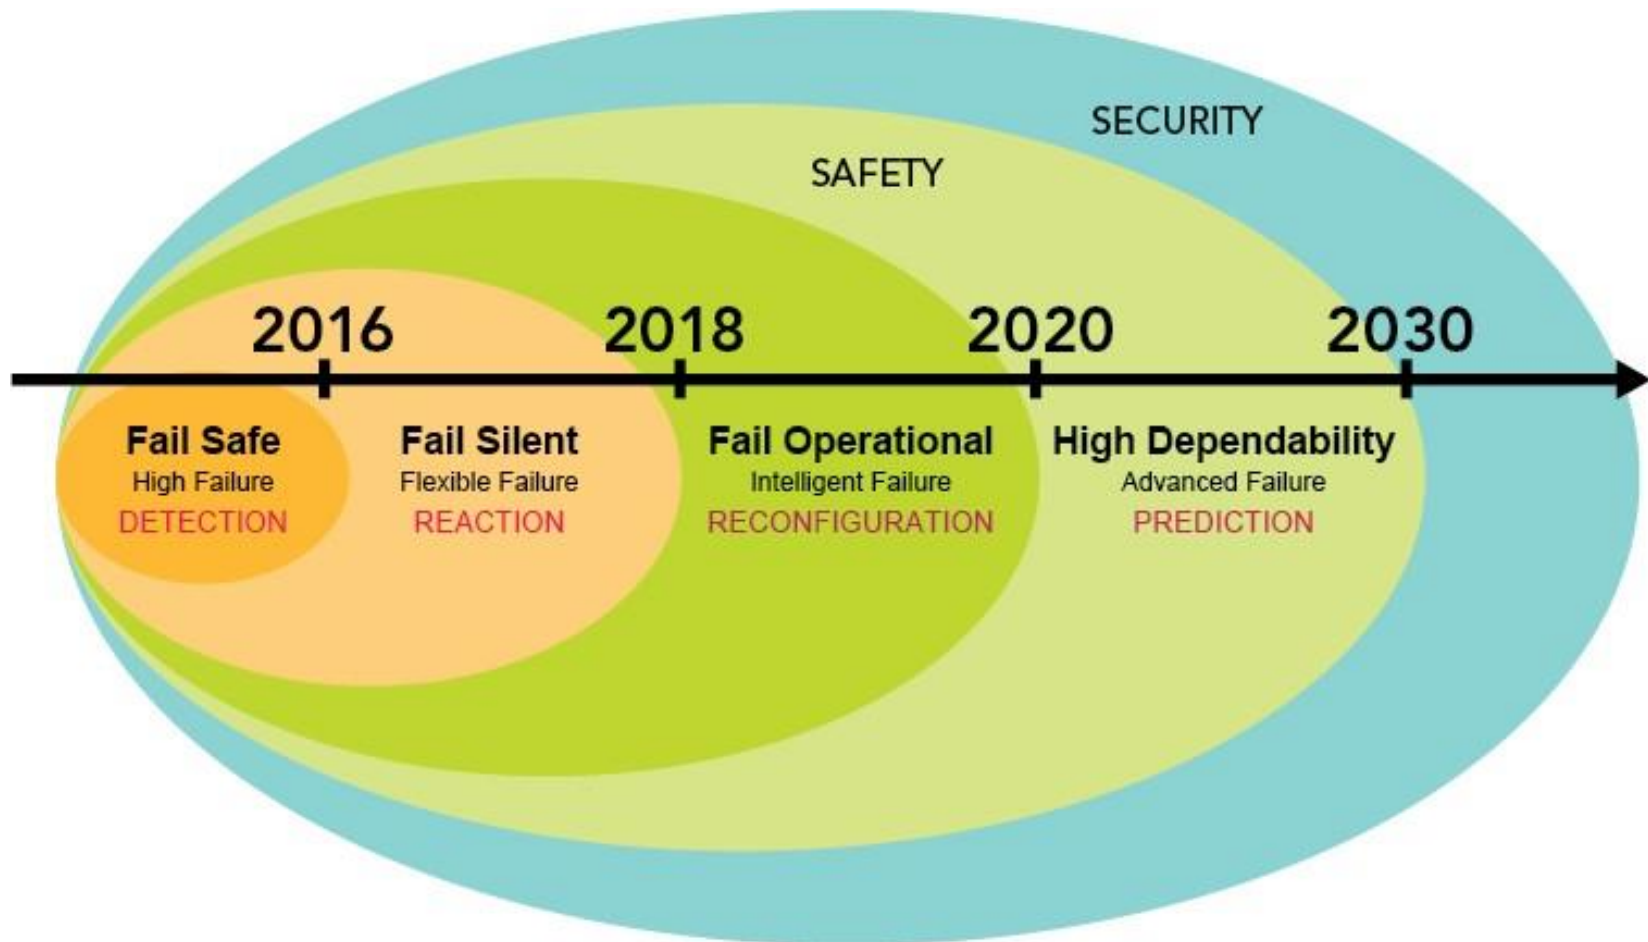 SECURITY
SAFETY
2016 2018 2020 2030
Fail Safe
High Failure
DETECTION
Fail Silent
Flexible Failure
REACTION
Fail Operational
Intelligent Failure
RECONFIGURATION
High Dependability
Advanced Failure
PREDICTION